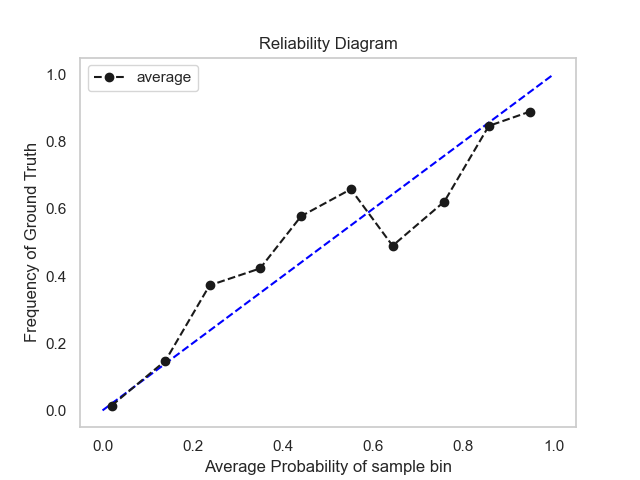 Reliability Diagram
average
1.0
0.8
0.6
0.4
0.2
0.0
Frequency of Ground Truth
0.0 0.2 0.4 0.6 0.8 1.0
Average Probability of sample bin